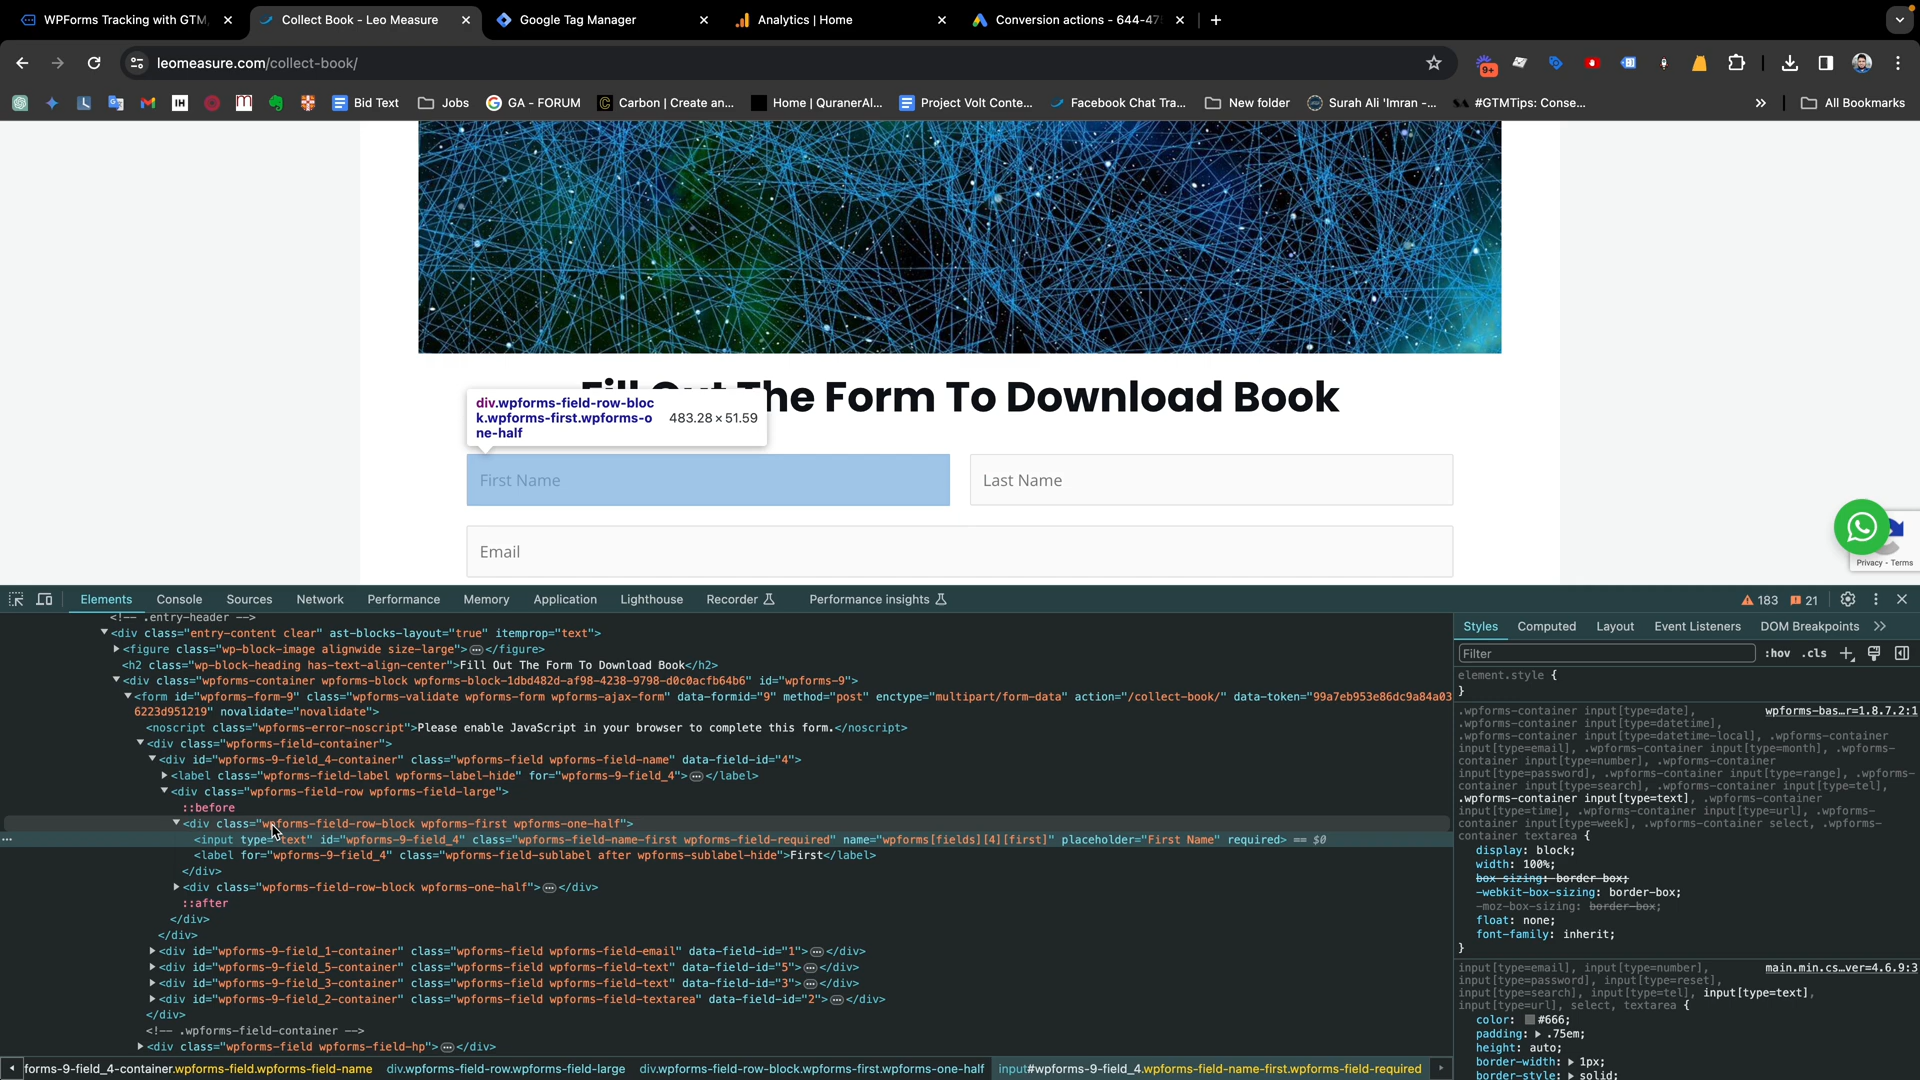 WPForms Tracking with GTM,
Collect Book - Leo Measure
Google Tag Manager
Analytics | Home
Conversion actions - 644-47
leomeasure.com/collect-book/
9+
Bid Text
Jobs
GA - FORUM
Carbon | Create an...
Home | QuranerAl...
Project Volt Conte...
Facebook Chat Tra...
New folder
Surah Ali 'Imran -...
#GTMTips: Conse...
All Bookmarks
Fill Out The Form To Download Book
div.wpforms-field-row-bloc
k.wpforms-first.wpforms-o
ne-half
483.28 × 51.59
First Name
Last Name
Email
Privacy - Terms
Elements
Console
Sources
Network
Performance
Memory
Application
Lighthouse
Recorder
Performance insights
183
21
<!-- .entry-header -->
<div class="entry-content clear" ast-blocks-layout="true" itemprop="text">
<figure class="wp-block-image alignwide size-large">…</figure>
<h2 class="wp-block-heading has-text-align-center">Fill Out The Form To Download Book</h2>
<div class="wpforms-container wpforms-block wpforms-block-1dbd482d-af98-4238-9798-d0c0acfb64b6" id="wpforms-9">
<form id="wpforms-form-9" class="wpforms-validate wpforms-form wpforms-ajax-form" data-formid="9" method="post" enctype="multipart/form-data" action="/collect-book/" data-token="99a7eb953e86dc9a84a03
6223d951219" novalidate="novalidate">
<noscript class="wpforms-error-noscript">Please enable JavaScript in your browser to complete this form.</noscript>
<div class="wpforms-field-container">
<div id="wpforms-9-field_4-container" class="wpforms-field wpforms-field-name" data-field-id="4">
<label class="wpforms-field-label wpforms-label-hide" for="wpforms-9-field_4">…</label>
<div class="wpforms-field-row wpforms-field-large">
::before
<div class="wpforms-field-row-block wpforms-first wpforms-one-half">
<input type="text" id="wpforms-9-field_4" class="wpforms-field-name-first wpforms-field-required" name="wpforms[fields][4][first]" placeholder="First Name" required> == $0
<label for="wpforms-9-field_4" class="wpforms-field-sublabel after wpforms-sublabel-hide">First</label>
</div>
<div class="wpforms-field-row-block wpforms-one-half">…</div>
::after
</div>
</div>
<div id="wpforms-9-field_1-container" class="wpforms-field wpforms-field-email" data-field-id="1">…</div>
<div id="wpforms-9-field_5-container" class="wpforms-field wpforms-field-text" data-field-id="5">…</div>
<div id="wpforms-9-field_3-container" class="wpforms-field wpforms-field-text" data-field-id="3">…</div>
<div id="wpforms-9-field_2-container" class="wpforms-field wpforms-field-textarea" data-field-id="2">…</div>
</div>
<!-- .wpforms-field-container -->
<div class="wpforms-field wpforms-field-hp">…</div>
forms-9-field_4-container.wpforms-field.wpforms-field-name
div.wpforms-field-row.wpforms-field-large
div.wpforms-field-row-block.wpforms-first.wpforms-one-half
input#wpforms-9-field_4.wpforms-field-name-first.wpforms-field-required
Styles
Computed
Layout
Event Listeners
DOM Breakpoints
Filter
:hov
.cls
element.style {
}
.wpforms-container input[type=date],
wpforms-bas…r=1.8.7.2:1
.wpforms-container input[type=datetime],
.wpforms-container input[type=datetime-local], .wpforms-container
input[type=email], .wpforms-container input[type=month], .wpforms-
container input[type=number], .wpforms-container
input[type=password], .wpforms-container input[type=range], .wpforms-
container input[type=search], .wpforms-container input[type=tel],
.wpforms-container input[type=text], .wpforms-container
input[type=time], .wpforms-container input[type=url], .wpforms-
container input[type=week], .wpforms-container select, .wpforms-
container textarea {
display: block;
width: 100%;
box-sizing: border-box;
-webkit-box-sizing: border-box;
-moz-box-sizing: border-box;
float: none;
font-family: inherit;
}
input[type=email], input[type=number],
main.min.cs…ver=4.6.9:3
input[type=password], input[type=reset],
input[type=search], input[type=tel], input[type=text],
input[type=url], select, textarea {
color: #666;
padding: .75em;
height: auto;
border-width: 1px;
border-style: solid;